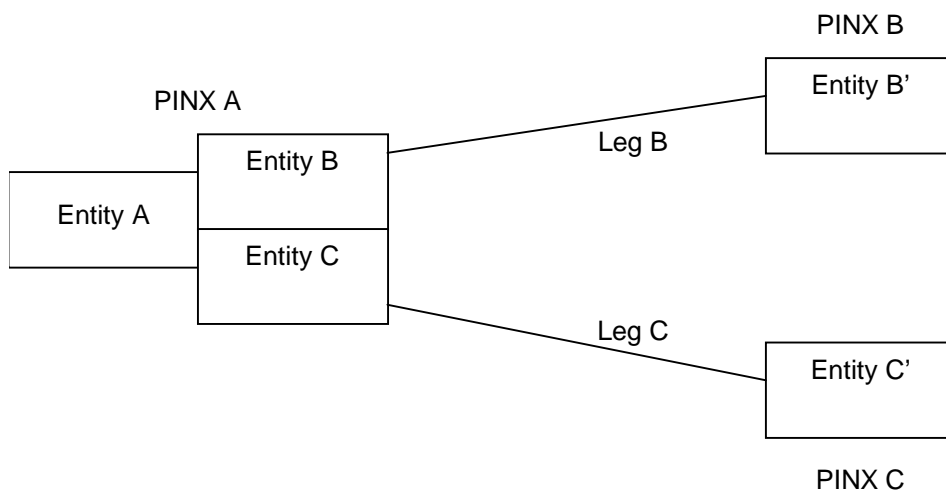 PINX B
Entity B’
PINX A
Leg B
Entity B
Entity A
Entity C
Leg C
Entity C’
PINX C